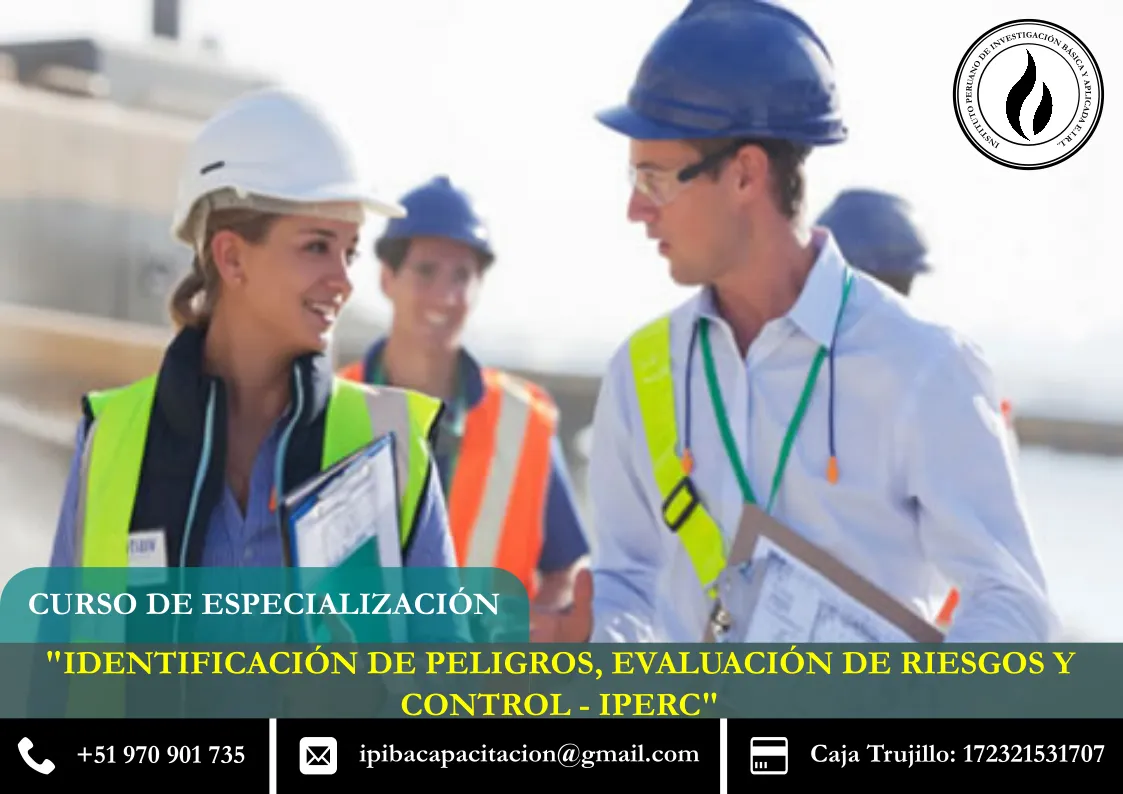 INSTITUTO PERUANO DE INVESTIGACIÓN BÁSICA Y APLICADA E.I.R.L.
CURSO DE ESPECIALIZACIÓN
"IDENTIFICACIÓN DE PELIGROS, EVALUACIÓN DE RIESGOS Y
CONTROL - IPERC"
+51 970 901 735
ipibacapacitacion@gmail.com
Caja Trujillo: 172321531707